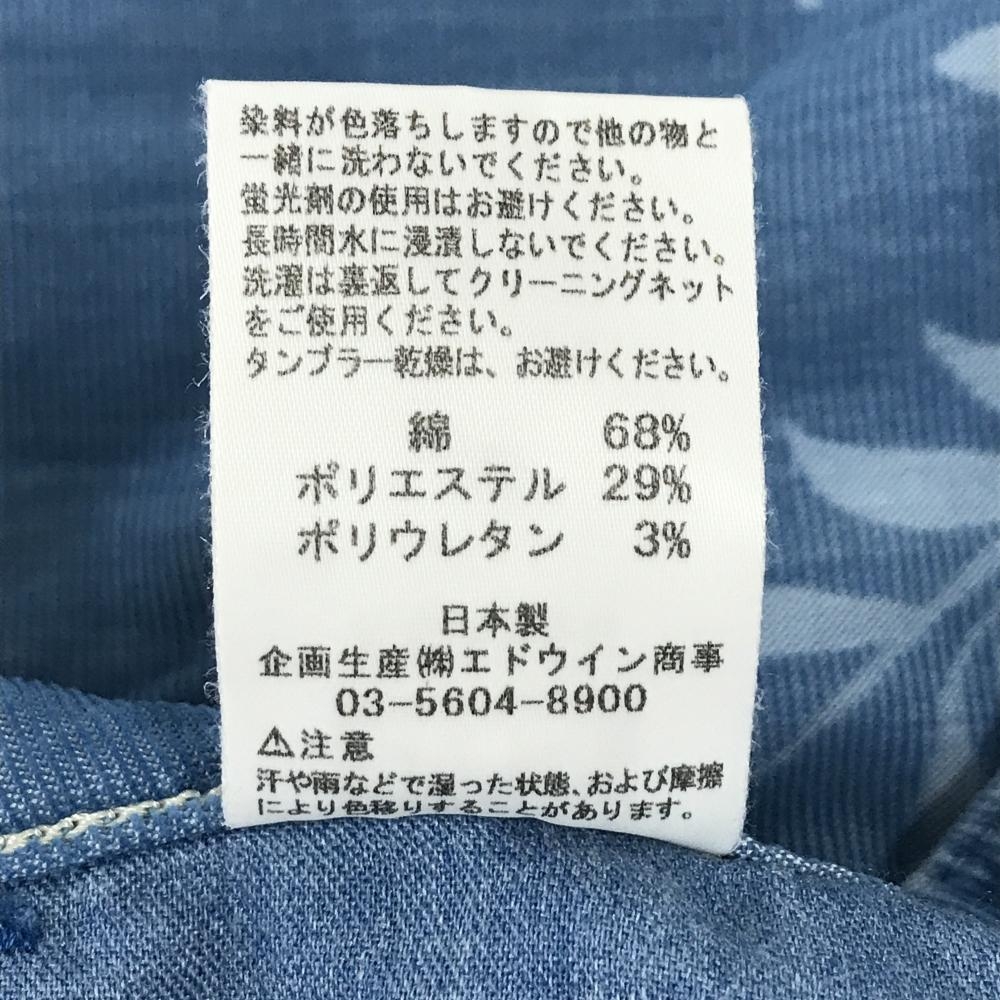 染料が色落ちしますので他の物と
一緒に洗わないでください。
蛍光剤の使用はお避けください。
長時間水に浸漬しないでください。
洗濯は裏返してクリーニングネット
をご使用ください。
タンブラー乾燥は、お避けください。
綿 68%
ポリエステル 29%
ポリウレタン 3%
日本製
企画生産㈱エドウイン商事
03-5604-8900
⚠注意
汗や雨などで湿った状態、および摩擦
により色移りすることがあります。